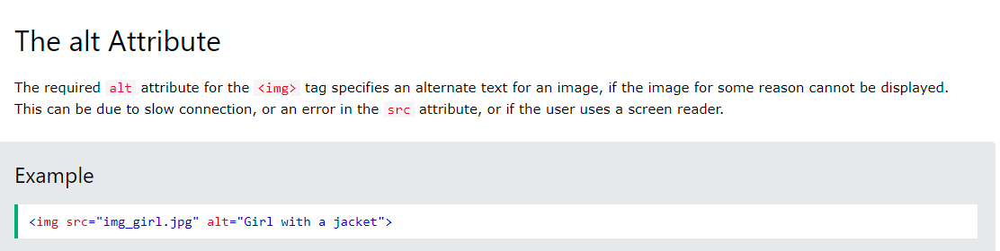 The alt Attribute
The required alt attribute for the <img> tag specifies an alternate text for an image, if the image for some reason cannot be displayed.
This can be due to slow connection, or an error in the src attribute, or if the user uses a screen reader.
Example
<img src="img_girl.jpg" alt="Girl with a jacket">